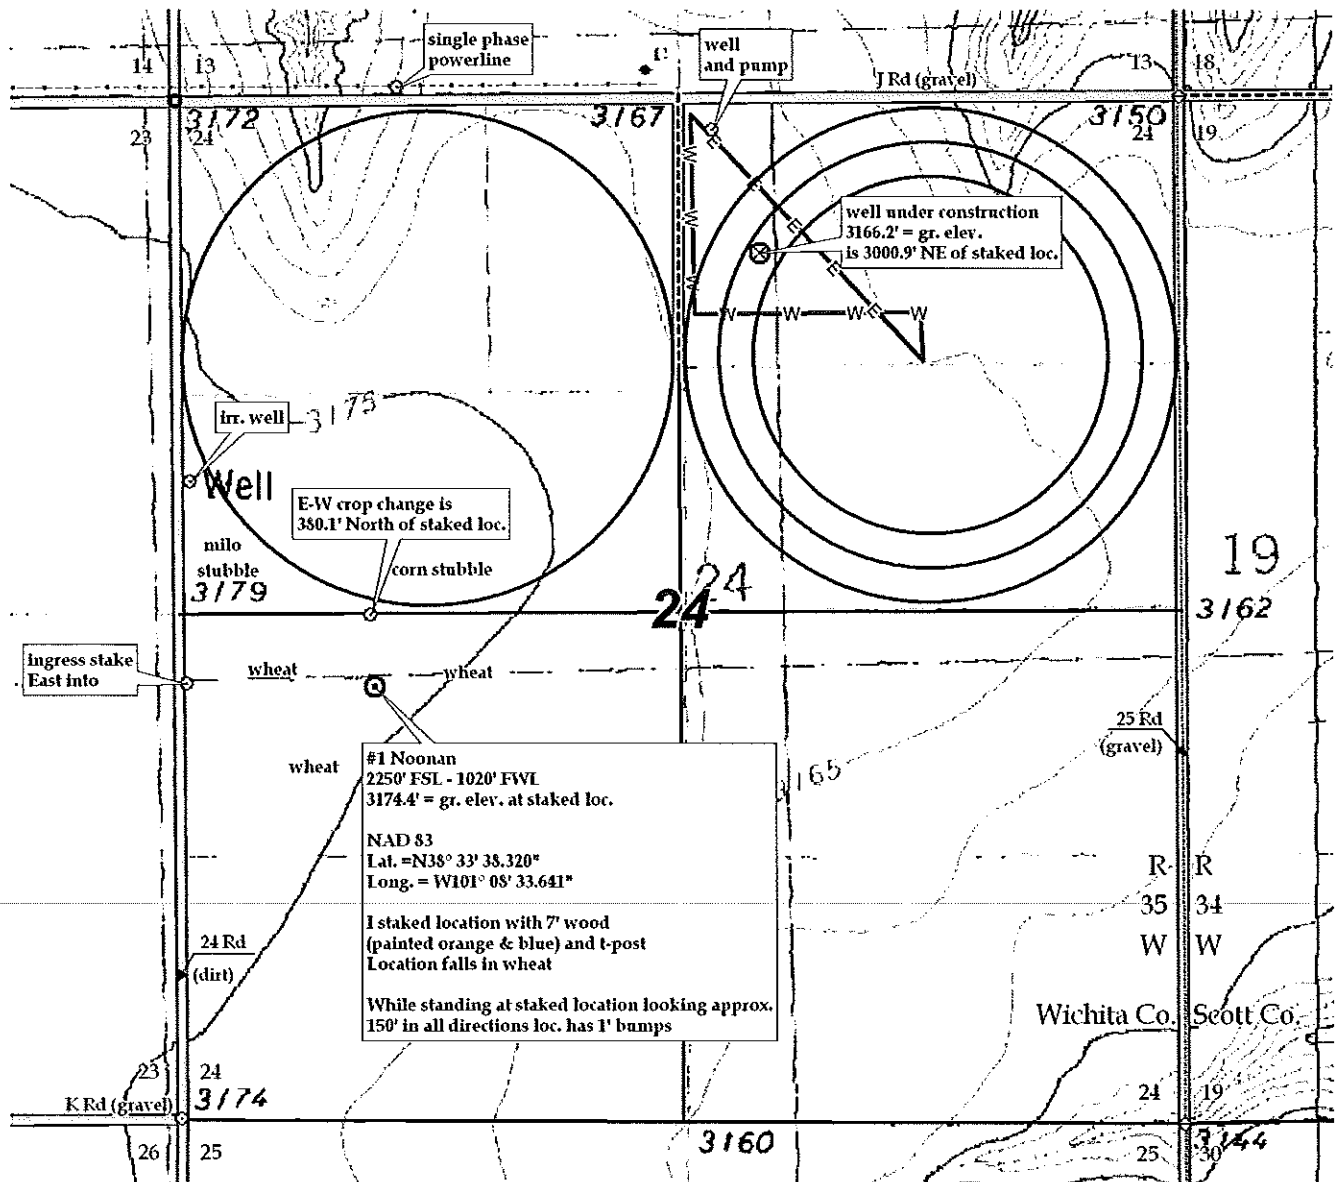 single phase
powerline
well
and pump
14 13
13 18
J Rd (gravel)
3172
3167
3150
23 24
24 19
well under construction
3166.2' = gr. elev.
is 3000.9' NE of staked loc.
W
W
W
W
W
W
W
E
E
E
E
E
irr. well
3175
Well
E-W crop change is
380.1' North of staked loc.
milo
stubble
corn stubble
3179
24
24
19
3162
ingress stake
East into
wheat
wheat
wheat
25 Rd
(gravel)
#1 Noonan
2250' FSL - 1020' FWL
3174.4' = gr. elev. at staked loc.
NAD 83
Lat. =N38° 33' 38.320"
Long. = W101° 08' 33.641"
I staked location with 7' wood
(painted orange & blue) and t-post
Location falls in wheat
While standing at staked location looking approx.
150' in all directions loc. has 1' bumps
3165
R R
35 34
W W
24 Rd
(dirt)
Wichita Co. Scott Co.
23 24
24 19
K Rd (gravel)
3174
3160
3144
26 25
25 30